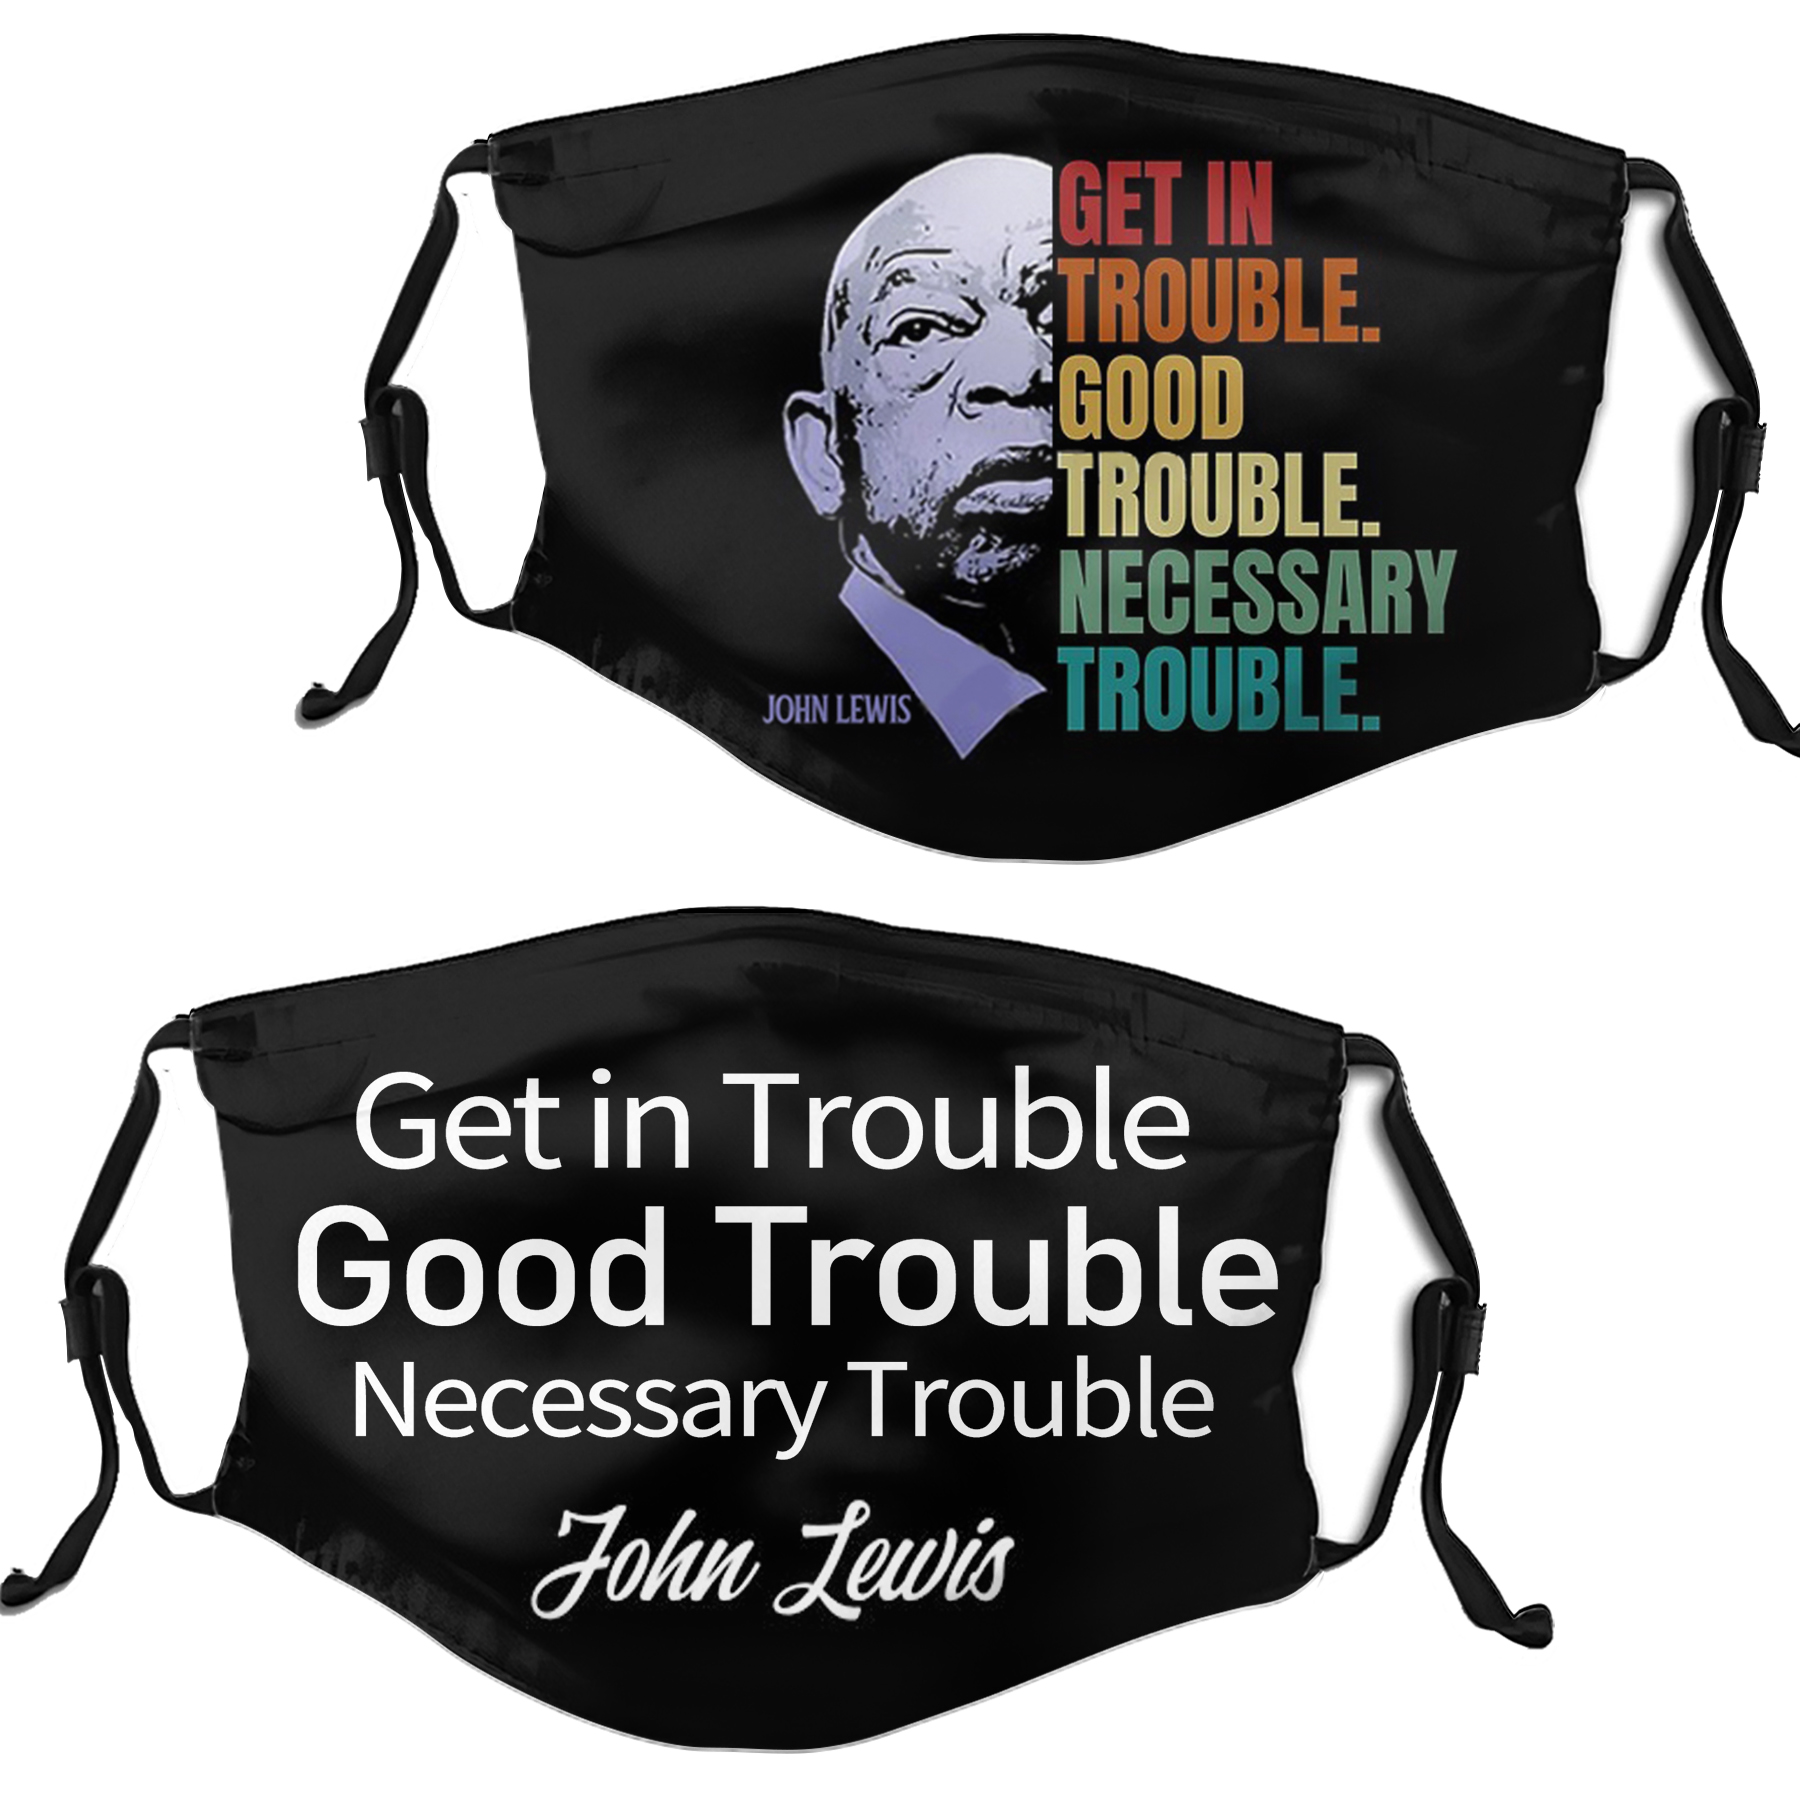 GET IN
TROUBLE.
GOOD
TROUBLE.
NECESSARY
TROUBLE.
JOHN LEWIS
Get in Trouble
Good Trouble
Necessary Trouble
John Lewis